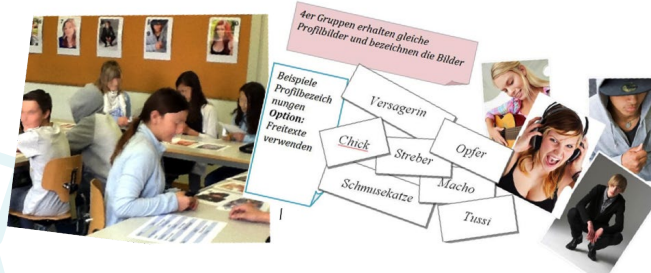 4er Gruppen erhalten gleiche
Profilbilder und bezeichnen die Bilder
Beispiele
Profilbezeich
nungen
Option:
Freitexte
verwenden
Versagerin
Chick
Streber
Opfer
Schmusekatze
Macho
Tussi